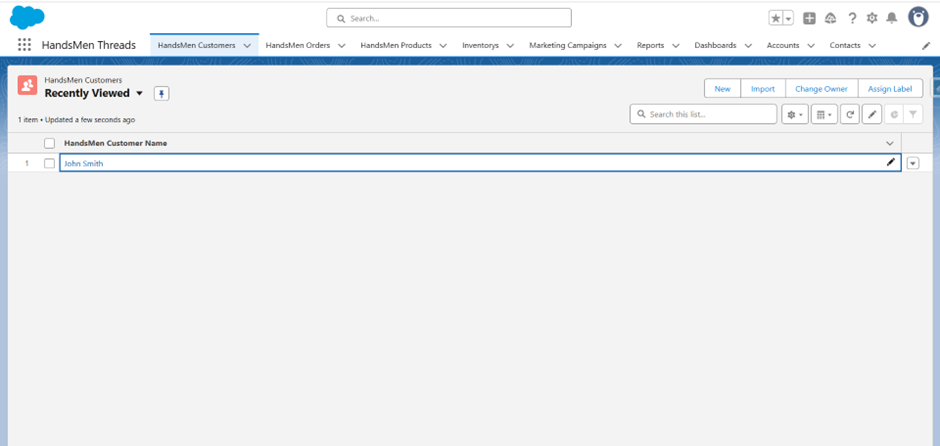 Search...
HandsMen Threads HandsMen Customers HandsMen Orders HandsMen Products Inventorys Marketing Campaigns Reports Dashboards Accounts Contacts
HandsMen Customers
Recently Viewed
New Import Change Owner Assign Label
1 item • Updated a few seconds ago
Search this list...
HandsMen Customer Name
1 John Smith